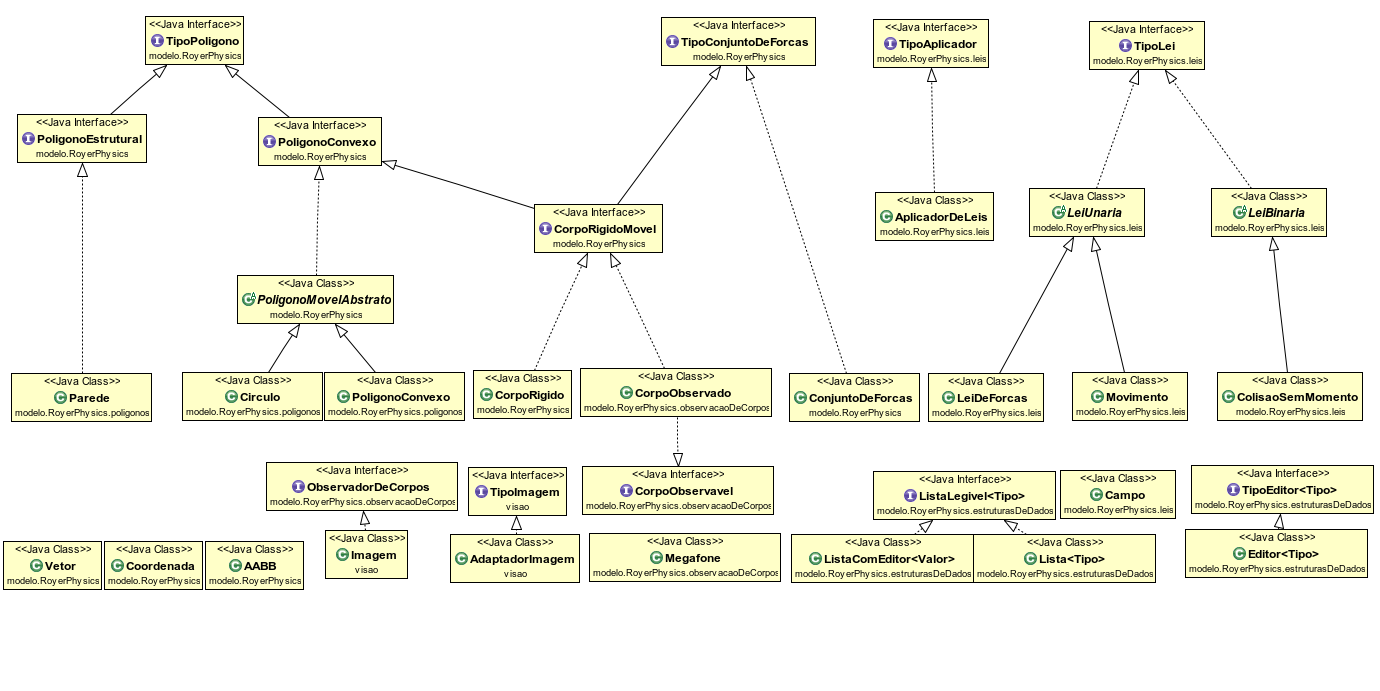 <<Java Interface>>
TipoPoligono
modelo.RoyerPhysics
<<Java Interface>>
TipoConjuntoDeForcas
modelo.RoyerPhysics
<<Java Interface>>
TipoAplicador
modelo.RoyerPhysics.leis
<<Java Interface>>
TipoLei
modelo.RoyerPhysics.leis
<<Java Interface>>
PoligonoEstrutural
modelo.RoyerPhysics
<<Java Interface>>
PoligonoConvexo
modelo.RoyerPhysics
<<Java Interface>>
CorpoRigidoMovel
modelo.RoyerPhysics
<<Java Class>>
AplicadorDeLeis
modelo.RoyerPhysics.leis
<<Java Class>>
LeiUnaria
modelo.RoyerPhysics.leis
<<Java Class>>
LeiBinaria
modelo.RoyerPhysics.leis
<<Java Class>>
PoligonoMovelAbstrato
modelo.RoyerPhysics
<<Java Class>>
Parede
modelo.RoyerPhysics.poligonos
<<Java Class>>
Circulo
modelo.RoyerPhysics.poligonos
<<Java Class>>
PoligonoConvexo
modelo.RoyerPhysics.poligonos
<<Java Class>>
CorpoRigido
modelo.RoyerPhysics
<<Java Class>>
CorpoObservado
modelo.RoyerPhysics.observacaoDeCorpos
<<Java Class>>
ConjuntoDeForcas
modelo.RoyerPhysics
<<Java Class>>
LeiDeForcas
modelo.RoyerPhysics.leis
<<Java Class>>
Movimento
modelo.RoyerPhysics.leis
<<Java Class>>
ColisaoSemMomento
modelo.RoyerPhysics.leis
<<Java Interface>>
ObservadorDeCorpos
modelo.RoyerPhysics.observacaoDeCorpos
<<Java Interface>>
TipoImagem
visao
<<Java Interface>>
CorpoObservavel
modelo.RoyerPhysics.observacaoDeCorpos
<<Java Interface>>
ListaLegivel<Tipo>
modelo.RoyerPhysics.estruturasDeDados
<<Java Class>>
Campo
modelo.RoyerPhysics.leis
<<Java Interface>>
TipoEditor<Tipo>
modelo.RoyerPhysics.estruturasDeDados
<<Java Class>>
Vetor
modelo.RoyerPhysics
<<Java Class>>
Coordenada
modelo.RoyerPhysics
<<Java Class>>
AABB
modelo.RoyerPhysics
<<Java Class>>
Imagem
visao
<<Java Class>>
AdaptadorImagem
visao
<<Java Class>>
Megafone
modelo.RoyerPhysics.observacaoDeCorpos
<<Java Class>>
ListaComEditor<Valor>
modelo.RoyerPhysics.estruturasDeDados
<<Java Class>>
Lista<Tipo>
modelo.RoyerPhysics.estruturasDeDados
<<Java Class>>
Editor<Tipo>
modelo.RoyerPhysics.estruturasDeDados